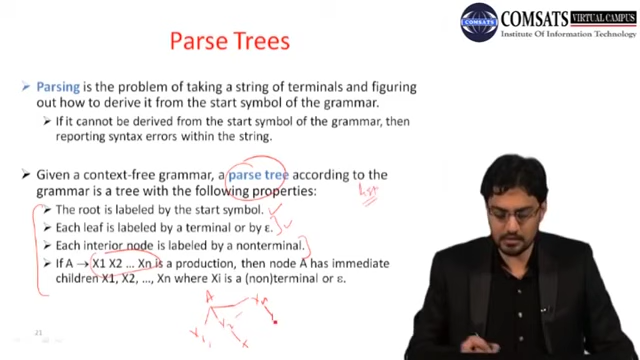 COMSATS VIRTUAL CAMPUS
Institute Of Information Technology
Parse Trees
Parsing is the problem of taking a string of terminals and figuring
out how to derive it from the start symbol of the grammar.
If it cannot be derived from the start symbol of the grammar, then
reporting syntax errors within the string.
Given a context-free grammar, a parse tree according to the
grammar is a tree with the following properties:
The root is labeled by the start symbol.
Each leaf is labeled by a terminal or by ε.
Each interior node is labeled by a nonterminal.
If A → X1 X2 … Xn is a production, then node A has immediate
children X1, X2, …, Xn where Xi is a (non)terminal or ε.
A
X1 X2 Xn
21